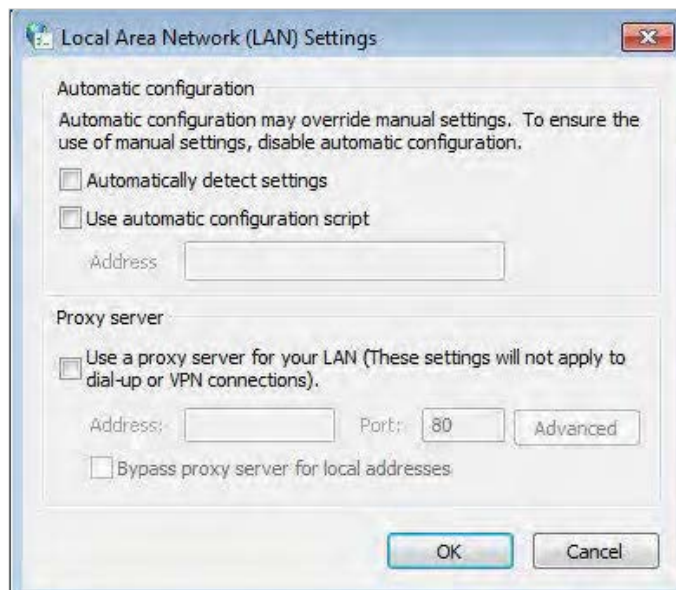 Local Area Network (LAN) Settings
Automatic configuration
Automatic configuration may override manual settings. To ensure the
use of manual settings, disable automatic configuration.
Automatically detect settings
Use automatic configuration script
Address
Proxy server
Use a proxy server for your LAN (These settings will not apply to
dial-up or VPN connections).
Address: Port: 80 Advanced
Bypass proxy server for local addresses
OK Cancel